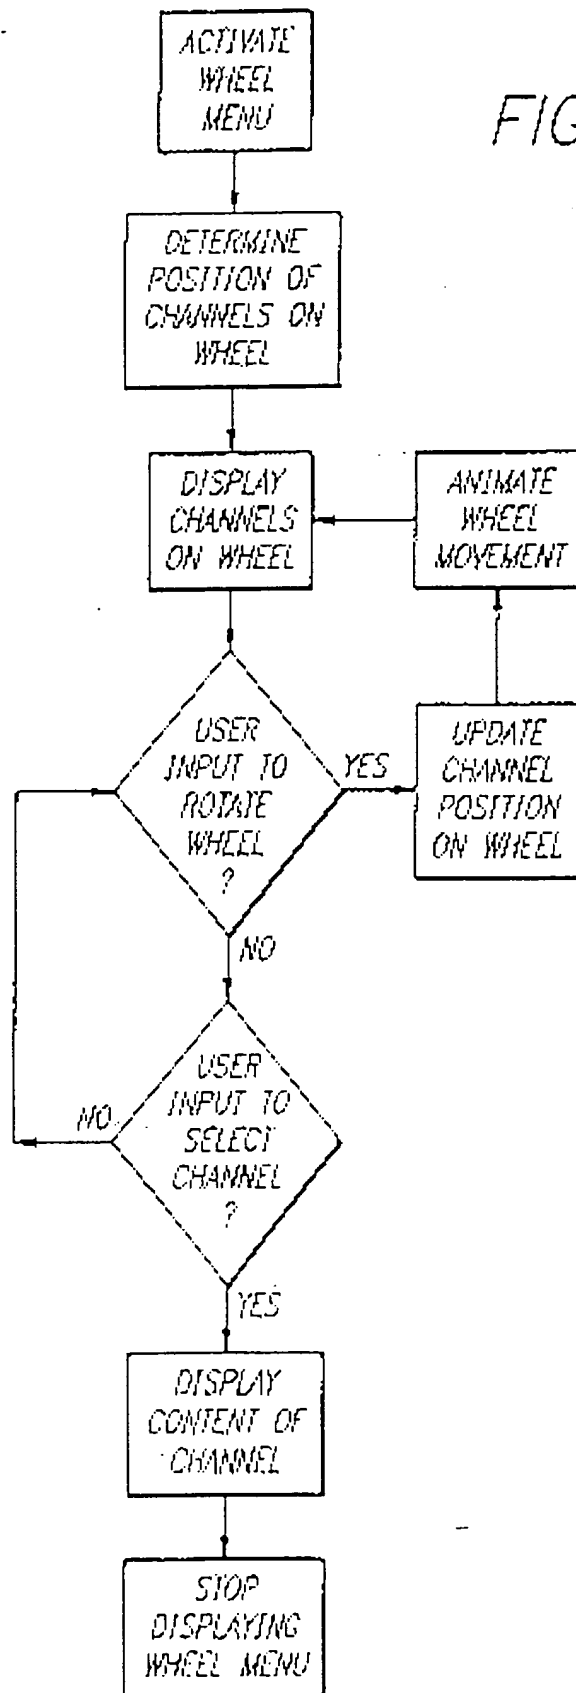 ACTIVATE
WHEEL
MENU
FIG
DETERMINE
POSITION OF
CHANNELS ON
WHEEL
DISPLAY
CHANNELS
ON WHEEL
ANIMATE
WHEEL
MOVEMENT
USER
INPUT TO
ROTATE
WHEEL
?
YES
UPDATE
CHANNEL
POSITION
ON WHEEL
NO
USER
INPUT TO
SELECT
CHANNEL
?
NO
YES
DISPLAY
CONTENT OF
CHANNEL
STOP
DISPLAYING
WHEEL MENU